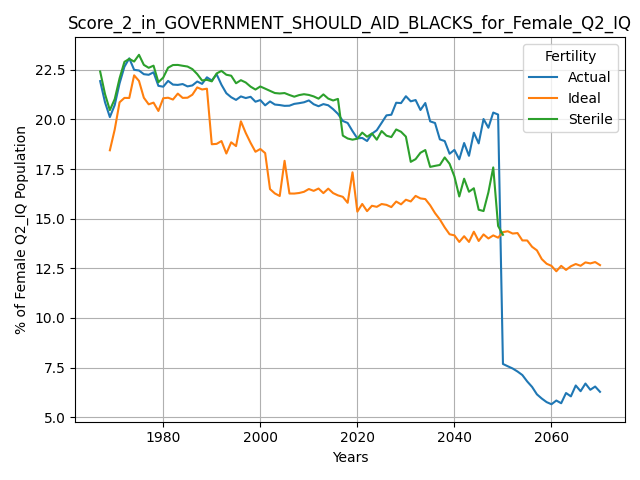 Score_2_in_GOVERNMENT_SHOULD_AID_BLACKS_for_Female_Q2_IQ
Fertility
Actual
Ideal
Sterile
22.5
20.0
17.5
15.0
12.5
10.0
7.5
5.0
% of Female Q2_IQ Population
1980
2000
2020
2040
2060
Years